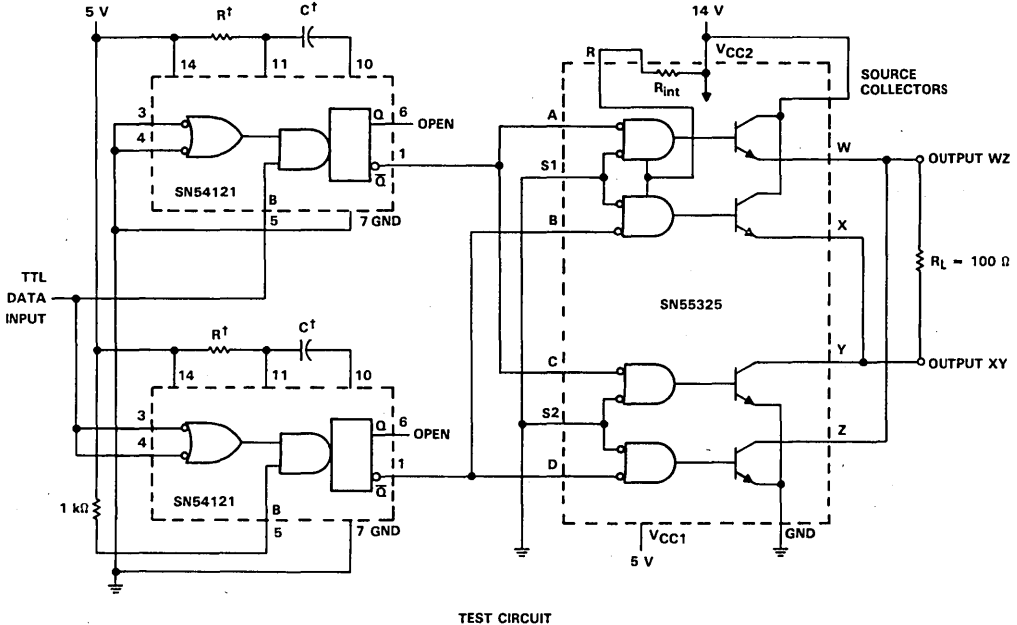 5 V
R†
C†
14
11
10
3
4
Q
6
OPEN
1
Q̅
SN54121
B
5
7 GND
TTL
DATA
INPUT
R†
C†
14
11
10
3
4
Q
6
OPEN
1
Q̅
SN54121
B
5
7 GND
1 kΩ
14 V
R
VCC2
Rint
SOURCE
COLLECTORS
A
S1
B
W
OUTPUT WZ
X
RL = 100 Ω
SN55325
C
S2
D
Y
OUTPUT XY
Z
VCC1
5 V
GND
TEST CIRCUIT